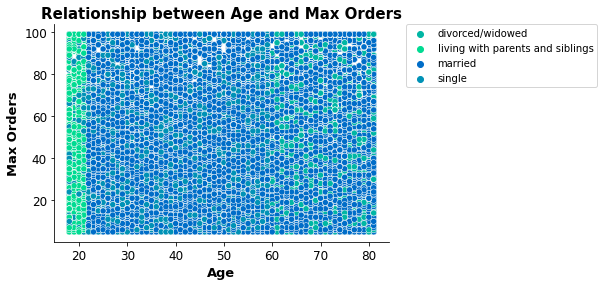 Relationship between Age and Max Orders
divorced/widowed
living with parents and siblings
married
single
Max Orders
100
80
60
40
20
20 30 40 50 60 70 80
Age